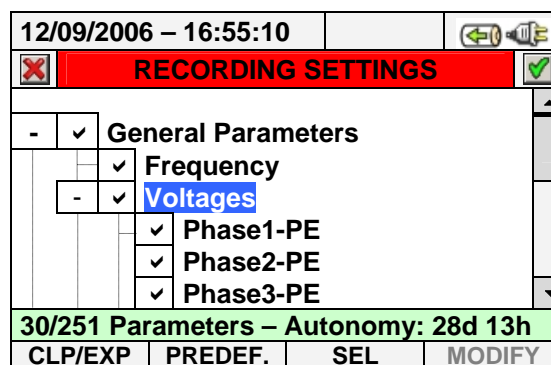 12/09/2006 – 16:55:10
RECORDING SETTINGS
- General Parameters
Frequency
- Voltages
Phase1-PE
Phase2-PE
Phase3-PE
30/251 Parameters – Autonomy: 28d 13h
CLP/EXP PREDEF. SEL MODIFY